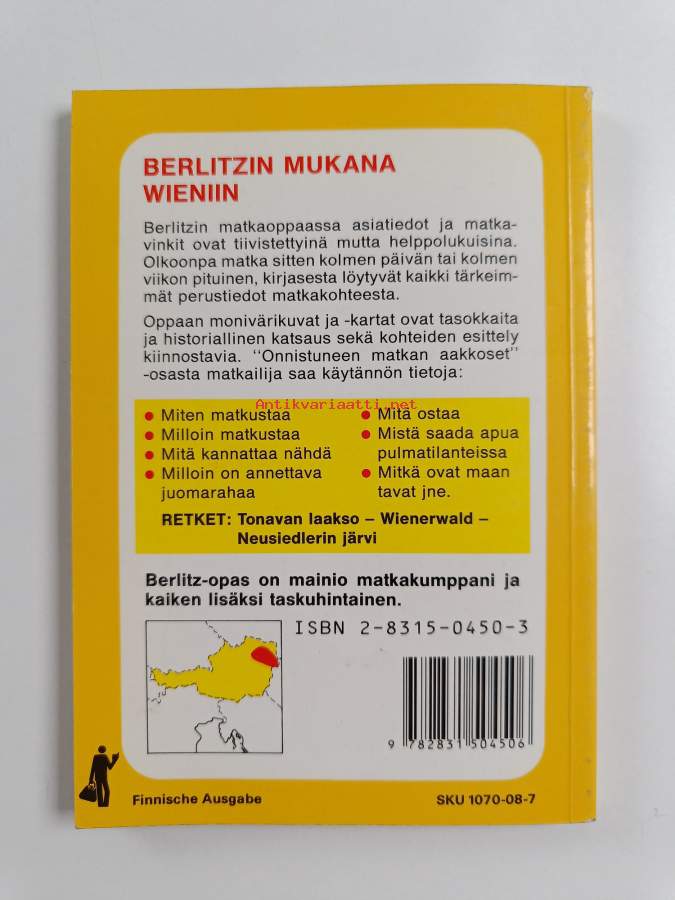 BERLITZIN MUKANA
WIENIIN
Berlitzin matkaoppaassa asiatiedot ja matka-
vinkit ovat tiivistettyinä mutta helppolukuisina.
Olkoonpa matka sitten kolmen päivän tai kolmen
viikon pituinen, kirjasesta löytyvät kaikki tärkeim-
mät perustiedot matkakohteesta.
Oppaan monivärikuvat ja -kartat ovat tasokkaita
ja historiallinen katsaus sekä kohteiden esittely
kiinnostavia. "Onnistuneen matkan aakkoset"
-osasta matkailija saa käytännön tietoja:
Antikvariaatti.net
● Miten matkustaa
● Milloin matkustaa
● Mitä kannattaa nähdä
● Milloin on annettava
juomarahaa
● Mitä ostaa
● Mistä saada apua
pulmatilanteissa
● Mitkä ovat maan
tavat jne.
RETKET: Tonavan laakso – Wienerwald –
Neusiedlerin järvi
Berlitz-opas on mainio matkakumppani ja
kaiken lisäksi taskuhintainen.
ISBN 2-8315-0450-3
9 782831 504506
Finnische Ausgabe
SKU 1070-08-7